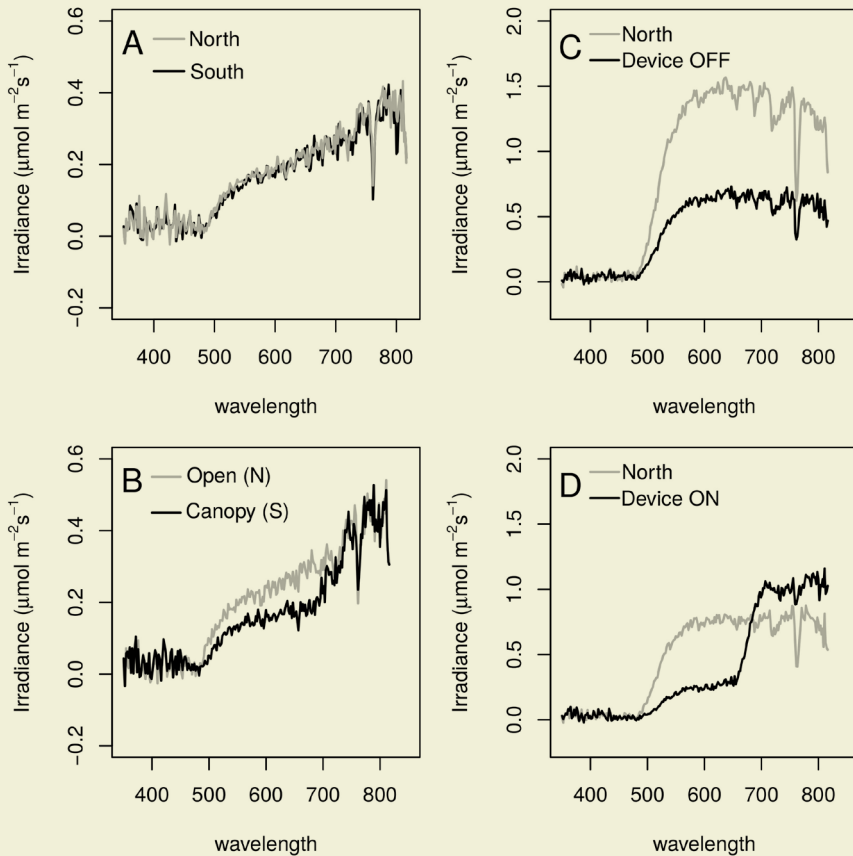 A
North
South
Irradiance (μmol m−2s−1)
0.6
0.4
0.2
0.0
−0.2
400 500 600 700 800
wavelength
C
North
Device OFF
Irradiance (μmol m−2s−1)
2.0
1.5
1.0
0.5
0.0
400 500 600 700 800
wavelength
B
Open (N)
Canopy (S)
Irradiance (μmol m−2s−1)
0.6
0.4
0.2
0.0
−0.2
400 500 600 700 800
wavelength
D
North
Device ON
Irradiance (μmol m−2s−1)
2.0
1.5
1.0
0.5
0.0
400 500 600 700 800
wavelength